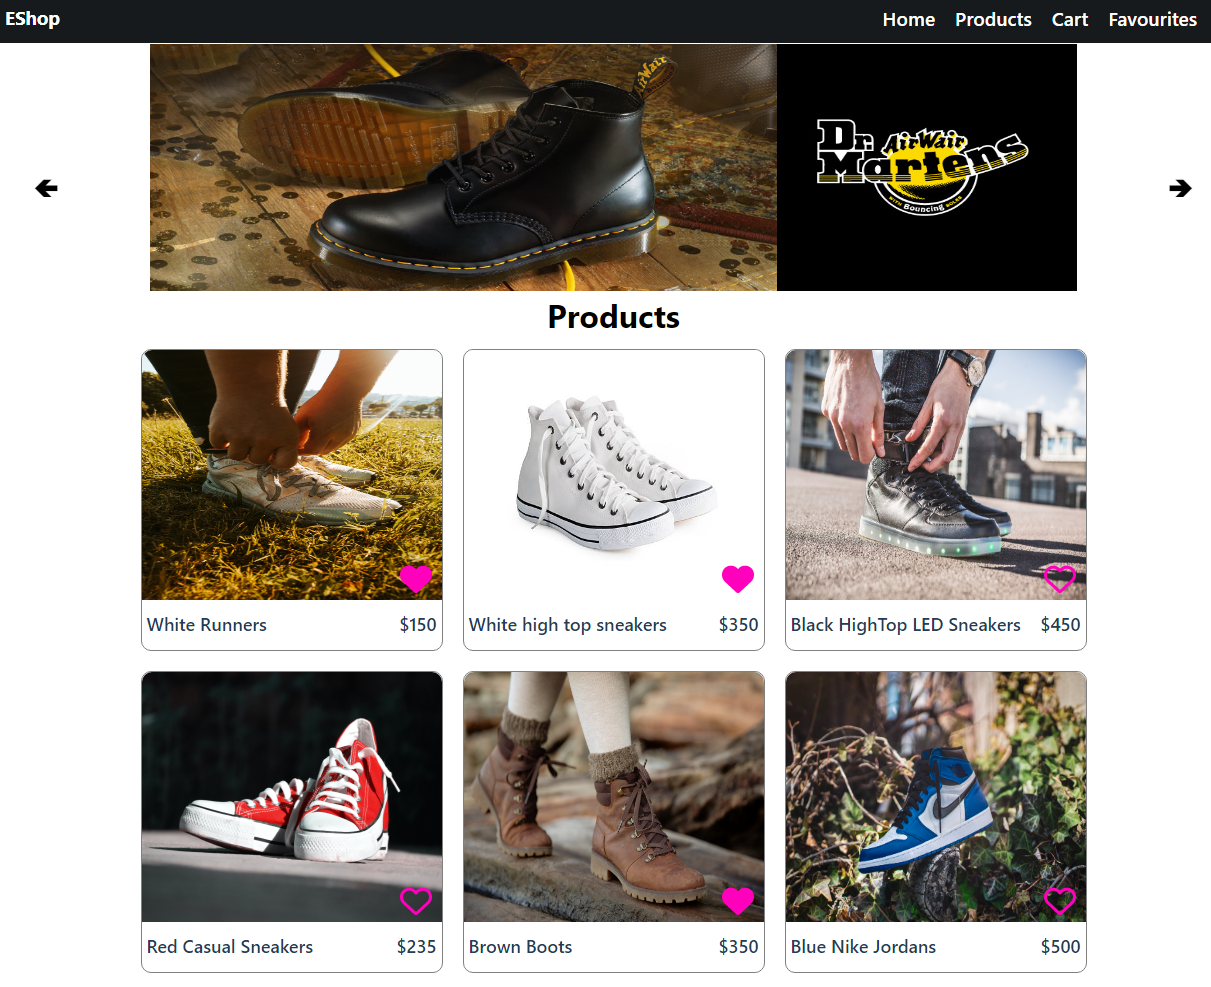 EShop
Home Products Cart Favourites
AirWair
Dr. AirWair
Martens
WITH Bouncing SOLES
Products
White Runners $150
White high top sneakers $350
Black HighTop LED Sneakers $450
Red Casual Sneakers $235
Brown Boots $350
Blue Nike Jordans $500